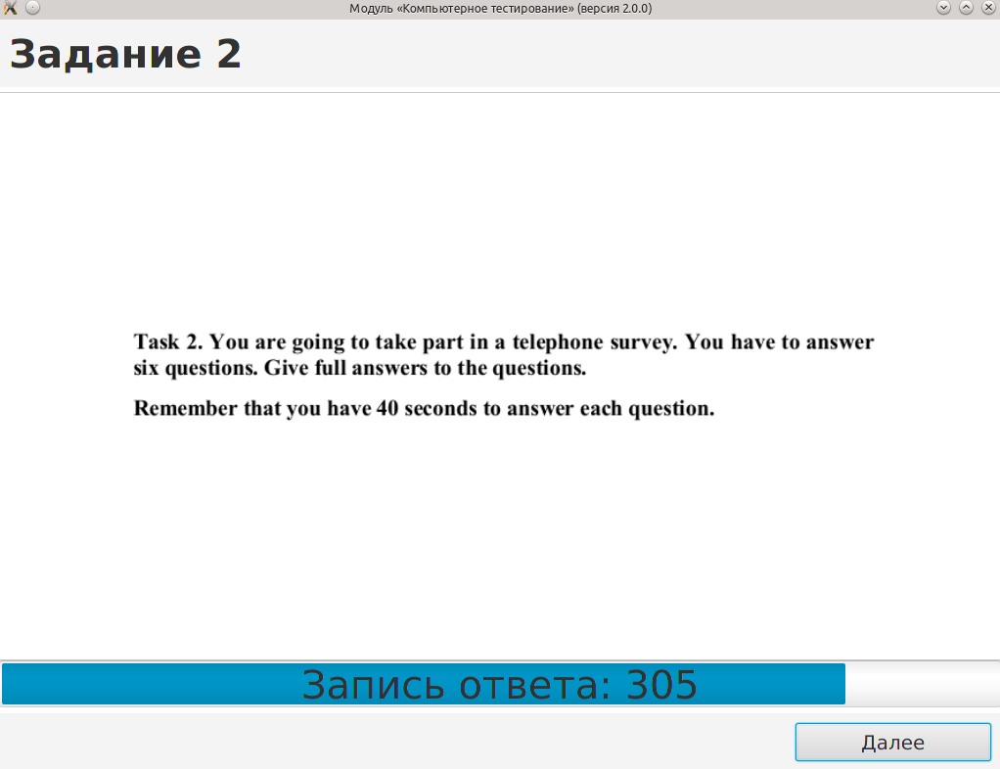 Модуль «Компьютерное тестирование» (версия 2.0.0)
Задание 2
Task 2. You are going to take part in a telephone survey. You have to answer
six questions. Give full answers to the questions.
Remember that you have 40 seconds to answer each question.
Запись ответа: 305
Далее